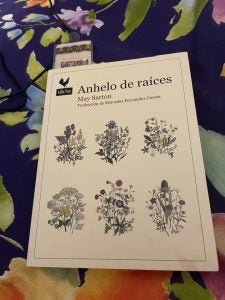 Anhelo de raíces
May Sarton
Traducción de Mercedes Fernández Cuesta